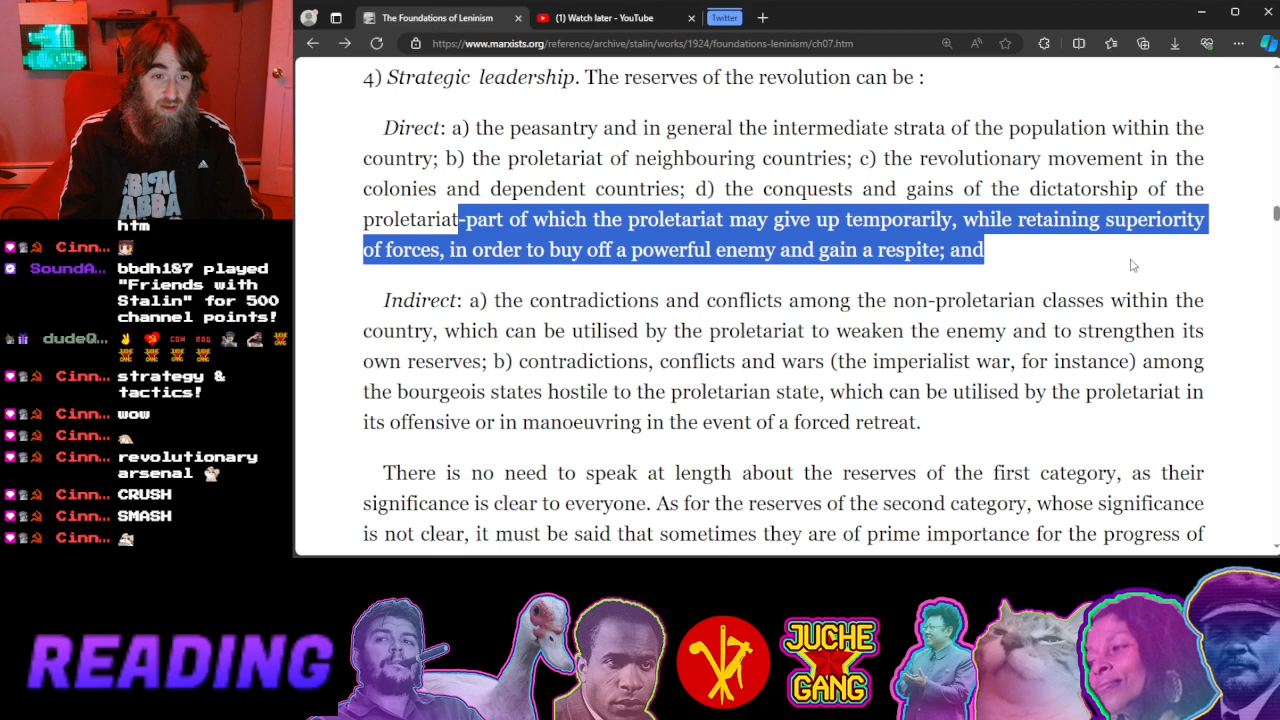 The Foundations of Leninism
(1) Watch later - YouTube
Twitter
https://www.marxists.org/reference/archive/stalin/works/1924/foundations-leninism/ch07.htm
4) Strategic leadership. The reserves of the revolution can be :
Direct: a) the peasantry and in general the intermediate strata of the population within the
country; b) the proletariat of neighbouring countries; c) the revolutionary movement in the
colonies and dependent countries; d) the conquests and gains of the dictatorship of the
proletariat-part of which the proletariat may give up temporarily, while retaining superiority
of forces, in order to buy off a powerful enemy and gain a respite; and
Indirect: a) the contradictions and conflicts among the non-proletarian classes within the
country, which can be utilised by the proletariat to weaken the enemy and to strengthen its
own reserves; b) contradictions, conflicts and wars (the imperialist war, for instance) among
the bourgeois states hostile to the proletarian state, which can be utilised by the proletariat in
its offensive or in manoeuvring in the event of a forced retreat.
There is no need to speak at length about the reserves of the first category, as their
significance is clear to everyone. As for the reserves of the second category, whose significance
is not clear, it must be said that sometimes they are of prime importance for the progress of
htm
Cinn...
SoundA... bbdh187 played
"Friends with
Stalin" for 500
channel points!
dudeQ...
Cinn... strategy &
tactics!
Cinn... wow
Cinn...
Cinn... revolutionary
arsenal
Cinn... CRUSH
Cinn... SMASH
Cinn...
READING
JUCHE
GANG